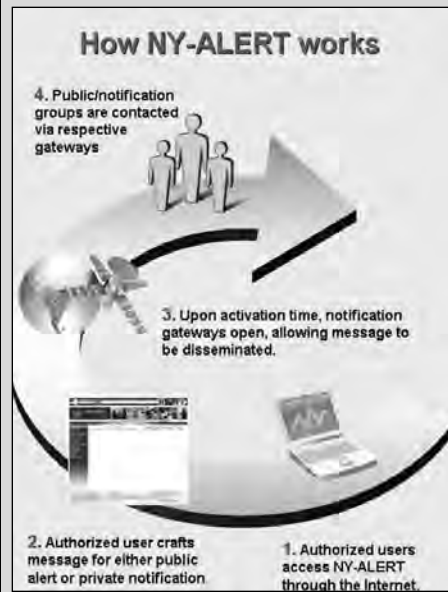 How NY-ALERT works
4. Public/notification
groups are contacted
via respective
gateways
3. Upon activation time, notification
gateways open, allowing message to
be disseminated.
2. Authorized user crafts
message for either public
alert or private notification
1. Authorized users
access NY-ALERT
through the Internet.